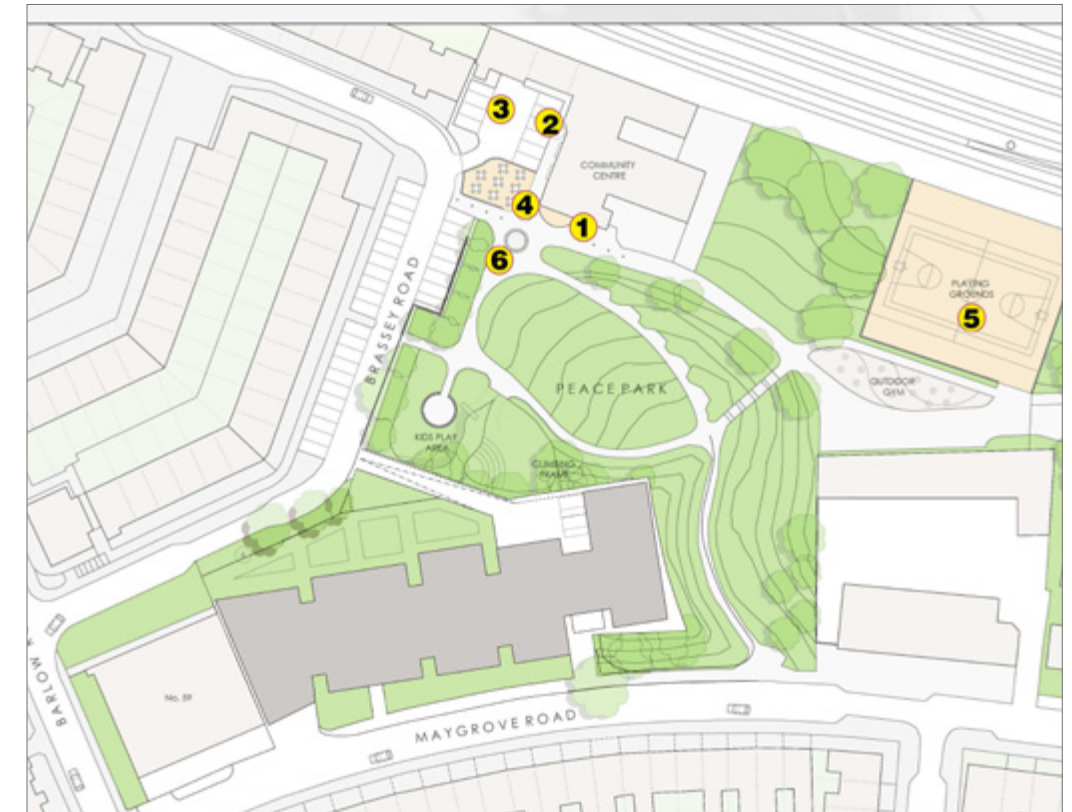 3
2
COMMUNITY
CENTRE
4
1
6
PLAYING
GROUNDS
5
BRASSEY ROAD
PEACE PARK
OUTDOOR
GYM
KIDS PLAY
AREA
CLIMBING
FRAME
No. 59
BARLOW
MAYGROVE ROAD